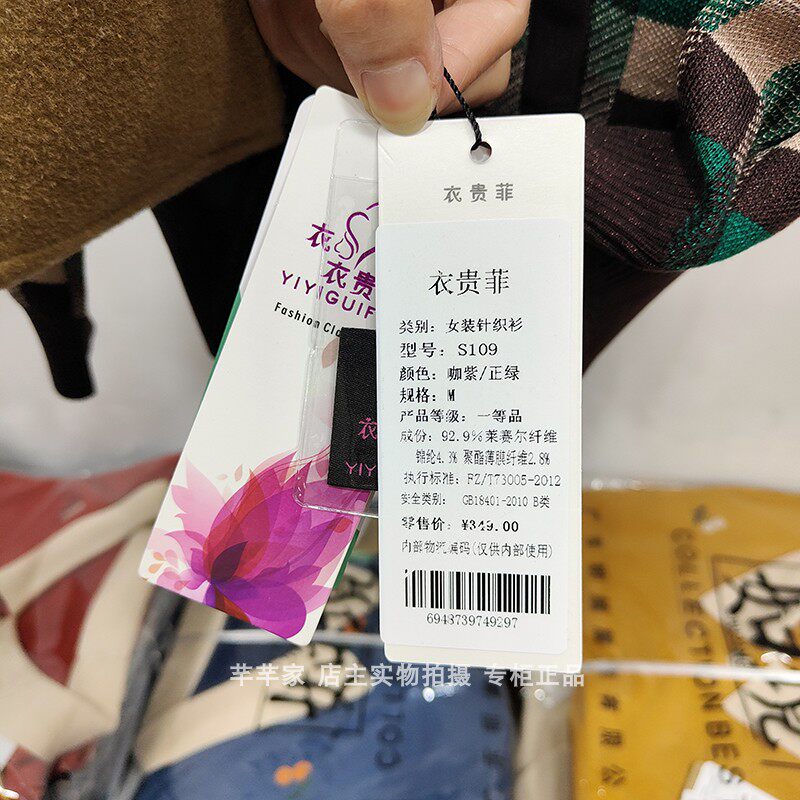 衣贵菲
衣贵菲
类别: 女装针织衫
型号: S109
颜色: 咖紫/正绿
规格: M
产品等级: 一等品
成份: 92.9%莱赛尔纤维
锦纶4.3% 聚酯薄膜纤维2.8%
执行标准: FZ/T73005-2012
安全类别: GB18401-2010 B类
零售价: ¥349.00
内部物流编码(仅供内部使用)
6948739749297
衣
衣贵
YIYIGUIF
Fashion Clo
衣
YIYI
芊芊家 店主实物拍摄 专柜正品
COLLECTION BES